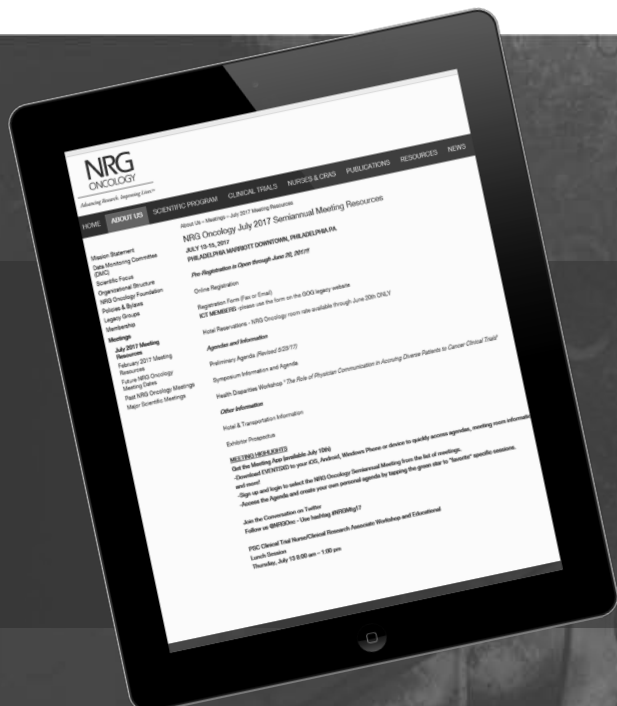 NRG
ONCOLOGY
Advancing Research. Improving Lives.™
HOME ABOUT US SCIENTIFIC PROGRAM CLINICAL TRIALS NURSES & CRAS PUBLICATIONS RESOURCES NEWS
Mission Statement
Data Monitoring Committee
(DMC)
Scientific Focus
Organizational Structure
NRG Oncology Foundation
Policies & Bylaws
Legacy Groups
Membership
Meetings
July 2017 Meeting
Resources
February 2017 Meeting
Resources
Future NRG Oncology
Meeting Dates
Past NRG Oncology Meetings
Major Scientific Meetings
About Us – Meetings – July 2017 Meeting Resources
NRG Oncology July 2017 Semiannual Meeting Resources
JULY 13-15, 2017
PHILADELPHIA MARRIOTT DOWNTOWN, PHILADELPHIA PA
Pre-Registration is Open through June 20, 2017!
Online Registration
Registration Form (Fax or Email)
ICT MEMBERS - please use the form on the GOG legacy website
Hotel Reservations - NRG Oncology room rate available through June 20th ONLY
Agendas and Information
Preliminary Agenda (Revised 5/23/17)
Symposium Information and Agenda
Health Disparities Workshop "The Role of Physician Communication in Accruing Diverse Patients to Cancer Clinical Trials"
Other Information
Hotel & Transportation Information
Exhibitor Prospectus
MEETING HIGHLIGHTS
Get the Meeting App (available July 10th)
-Download EVENTSXD to your iOS, Android, Windows Phone or device to quickly access agendas, meeting room informatio
and more!
-Sign up and login to select the NRG Oncology Semiannual Meeting from the list of meetings.
-Access the Agenda and create your own personal agenda by tapping the green star to "favorite" specific sessions.
Join the Conversation on Twitter
Follow us @NRGOnc - Use hashtag #NRGMtg17
PSC Clinical Trial Nurse/Clinical Research Associate Workshop and Educational
Lunch Session
Thursday, July 13 8:00 am – 1:00 pm